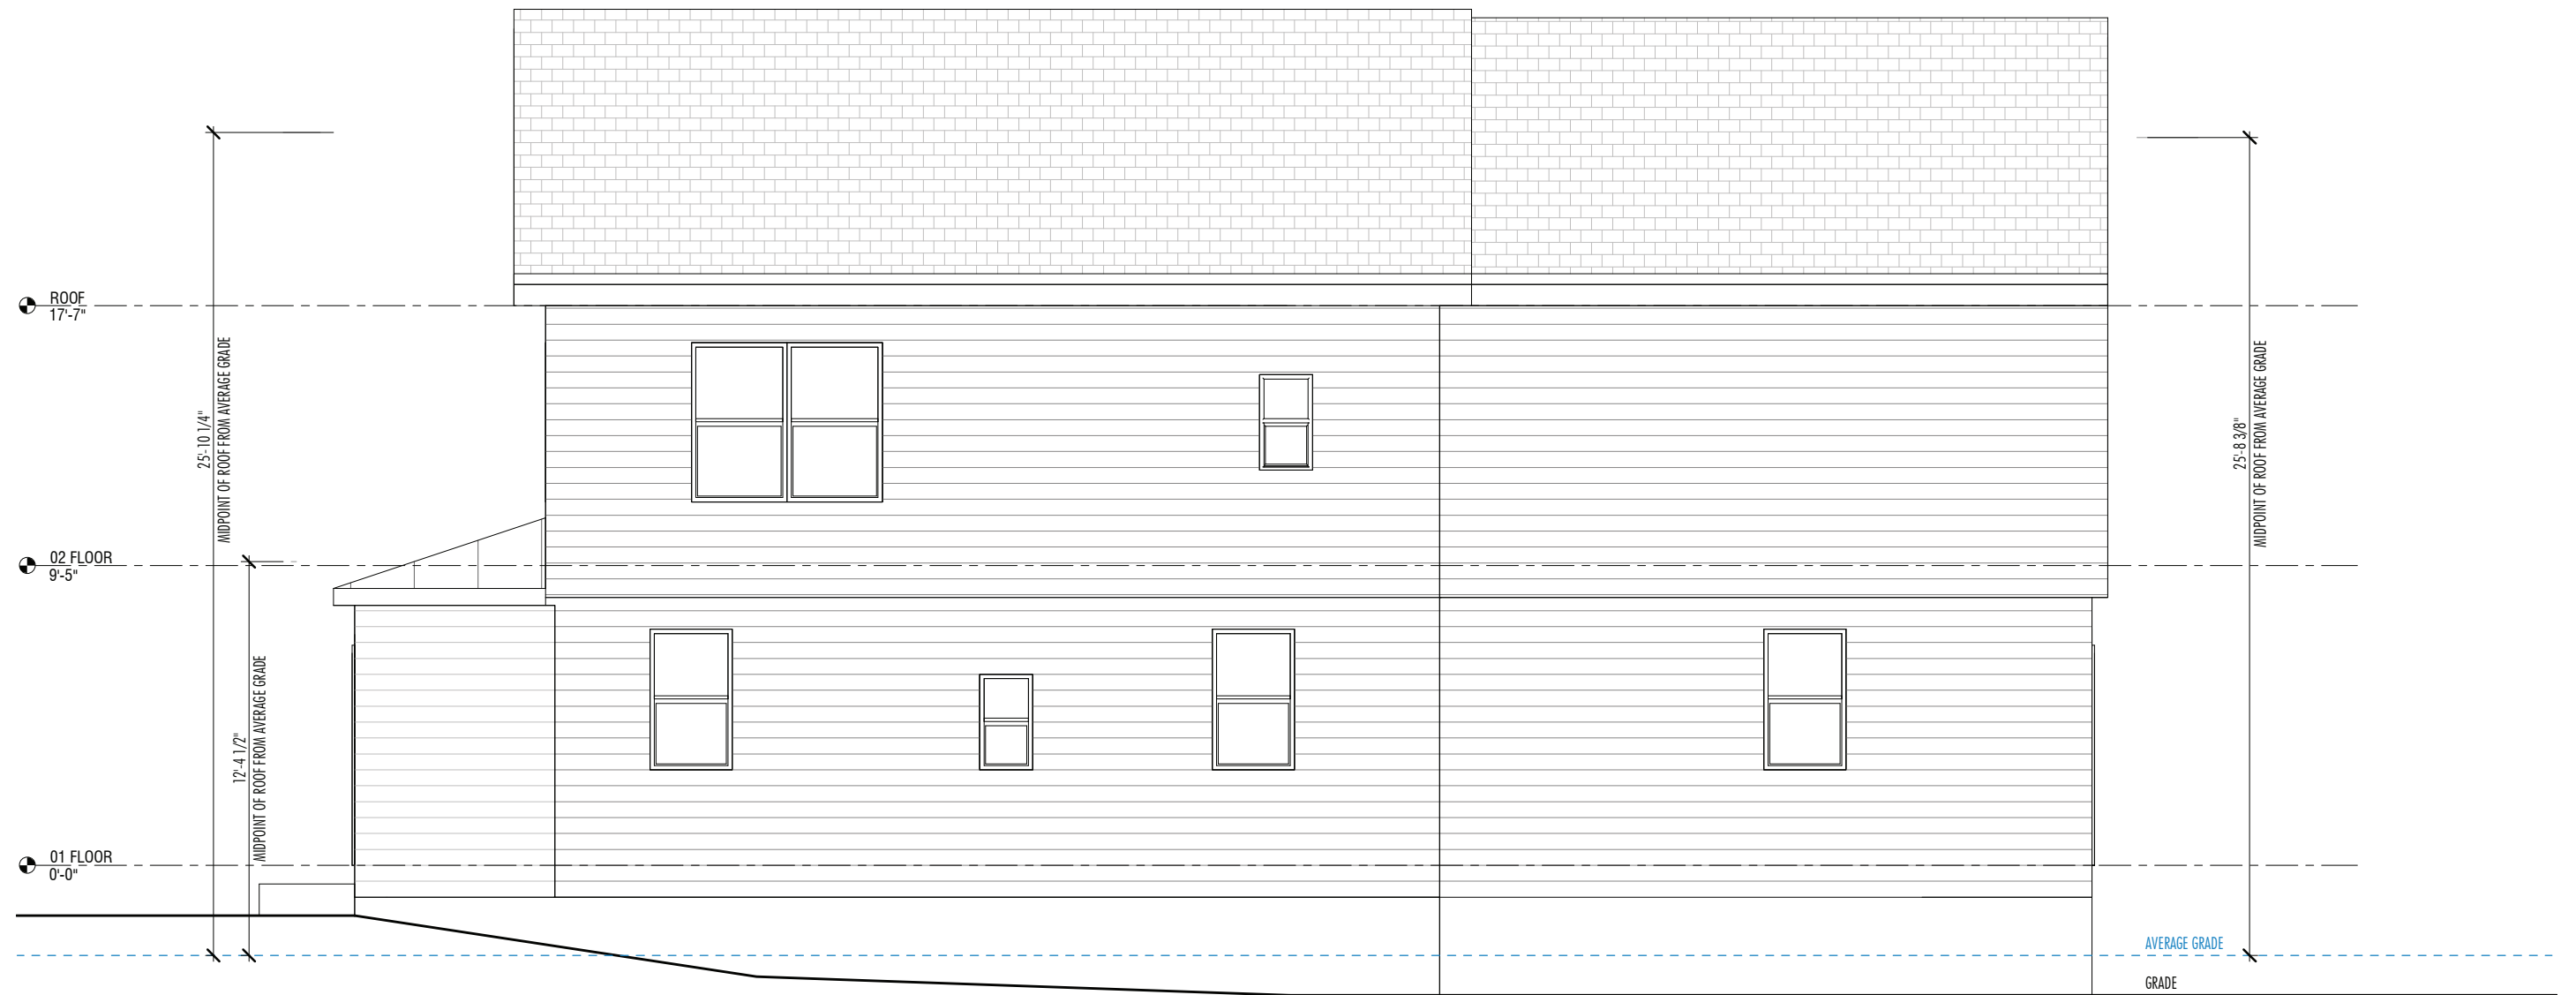 ROOF
17'-7"
25'-10 1/4"
MIDPOINT OF ROOF FROM AVERAGE GRADE
25'-8 3/8"
MIDPOINT OF ROOF FROM AVERAGE GRADE
02 FLOOR
9'-5"
12'-4 1/2"
MIDPOINT OF ROOF FROM AVERAGE GRADE
01 FLOOR
0'-0"
AVERAGE GRADE
GRADE